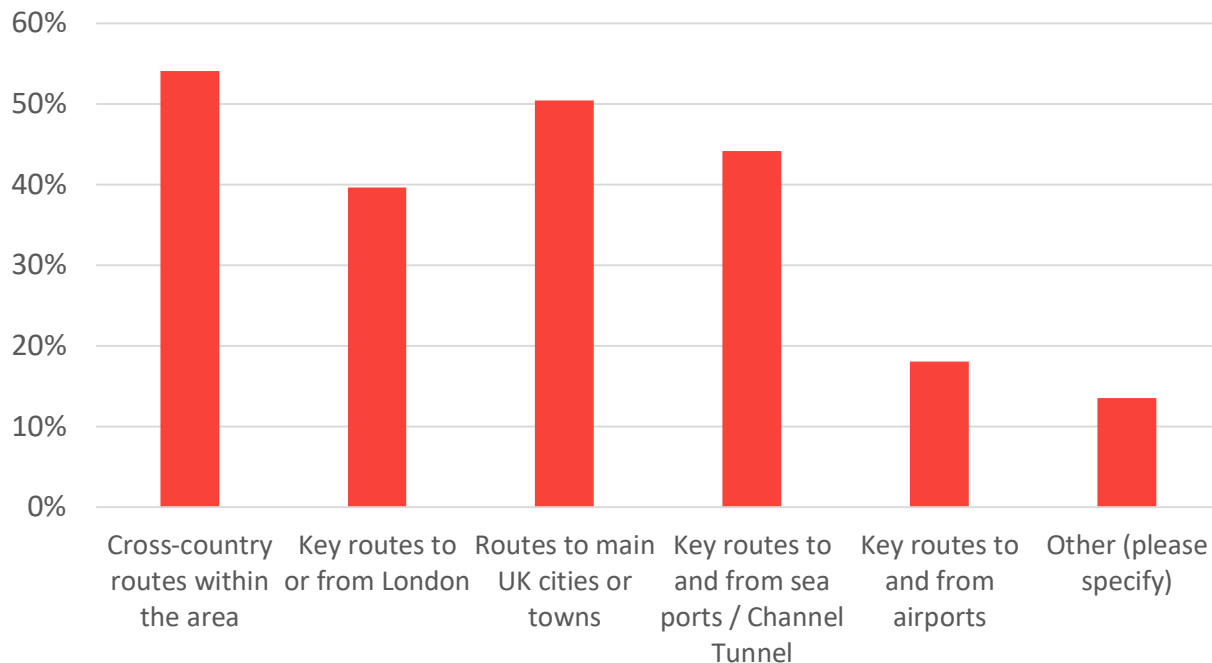 60%
50%
40%
30%
20%
10%
0%
Cross-country
routes within
the area
Key routes to
or from London
Routes to main
UK cities or
towns
Key routes to
and from sea
ports / Channel
Tunnel
Key routes to
and from
airports
Other (please
specify)